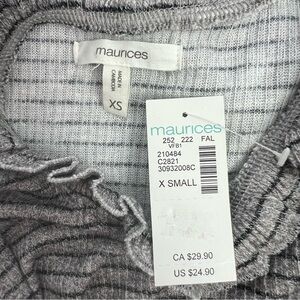 maurices
MADE IN
CAMBODIA
XS
maurices
252 222 FAL
VFB1
210484
C2821
30932008C
X SMALL
CA $29.90
US $24.90